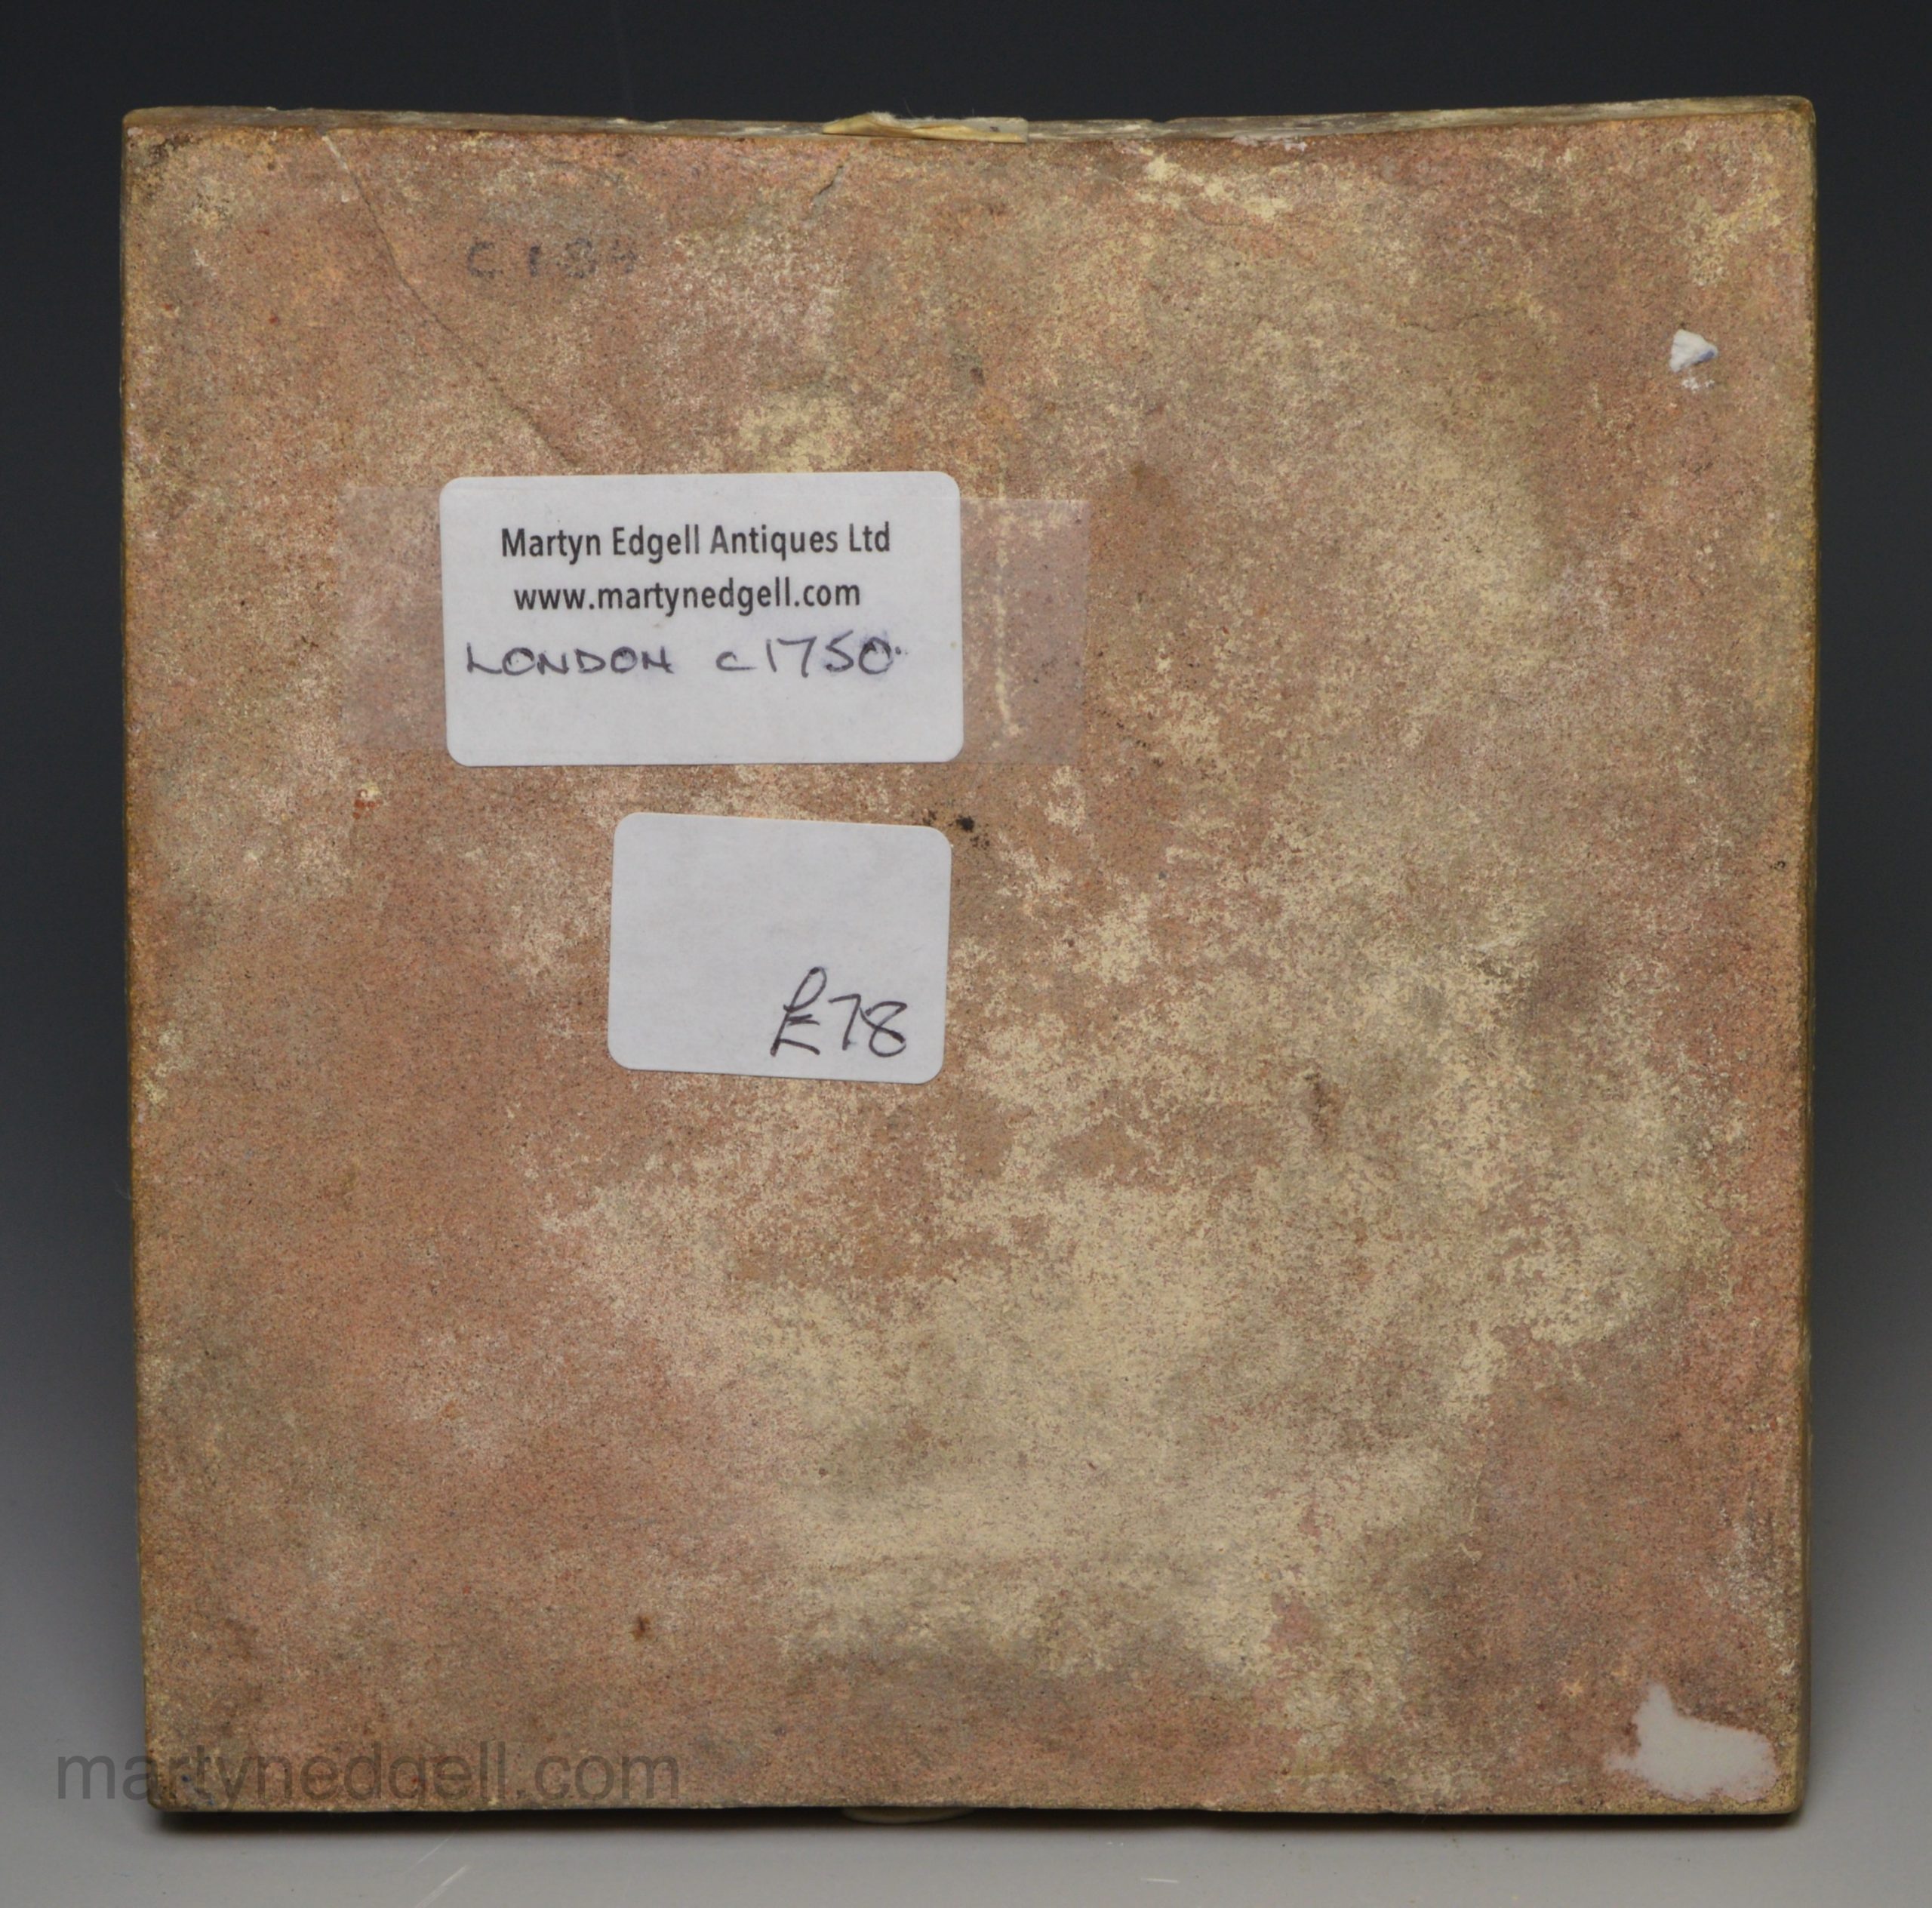 Martyn Edgell Antiques Ltd
www.martynedgell.com
LONDON c1750
£78
martynedgell.com